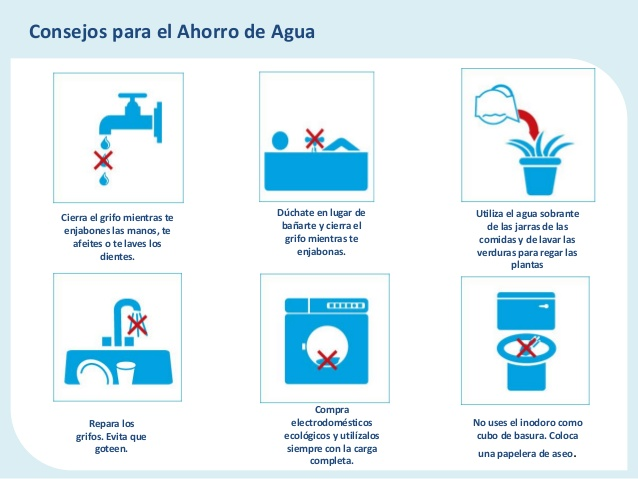 Consejos para el Ahorro de Agua
Cierra el grifo mientras te
enjabones las manos, te
afeites o te laves los
dientes.
Dúchate en lugar de
bañarte y cierra el
grifo mientras te
enjabonas.
Utiliza el agua sobrante
de las jarras de las
comidas y de lavar las
verduras para regar las
plantas
Repara los
grifos. Evita que
goteen.
Compra
electrodomésticos
ecológicos y utilízalos
siempre con la carga
completa.
No uses el inodoro como
cubo de basura. Coloca
una papelera de aseo.